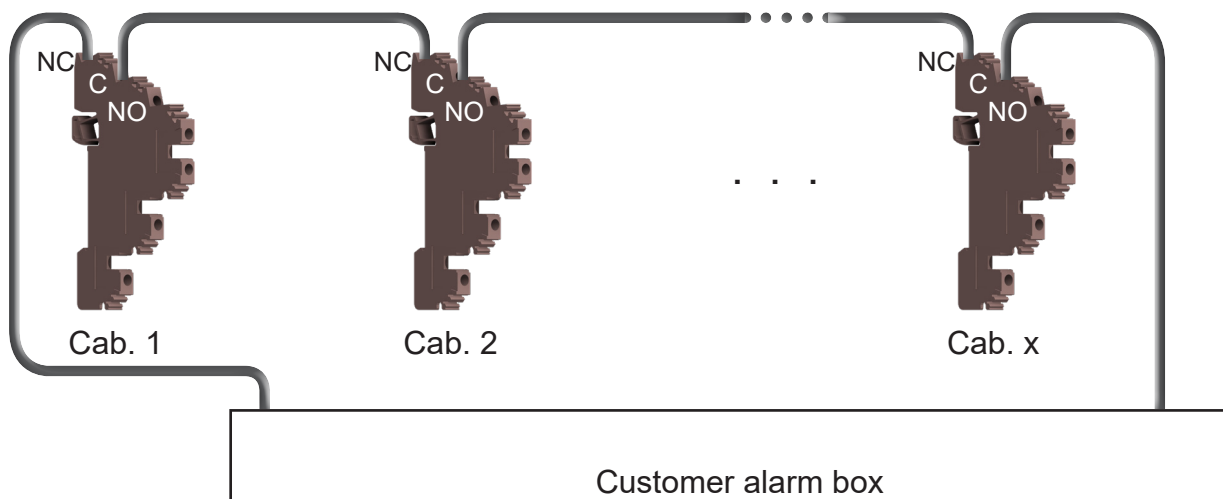 NC NC NC
C C C
NO NO NO
. . .
Cab. 1 Cab. 2 Cab. x
Customer alarm box